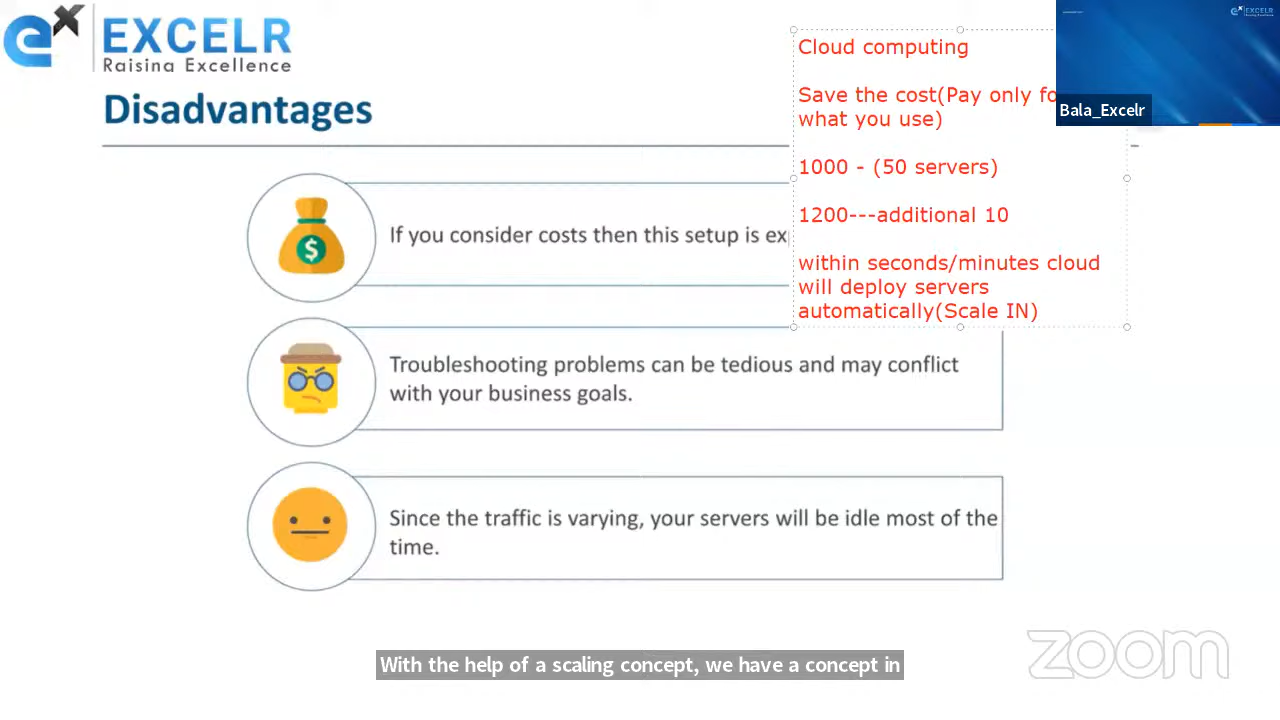 EXCELR
Raising Excellence
Disadvantages
If you consider costs then this setup is
Troubleshooting problems can be tedious and may conflict
with your business goals.
Since the traffic is varying, your servers will be idle most of the
time.
Cloud computing
Save the cost(Pay only
what you use)
1000 - (50 servers)
1200---additional 10
within seconds/minutes cloud
will deploy servers
automatically(Scale IN)
EXCELR
Bala_Excelr
With the help of a scaling concept, we have a concept in
zoom